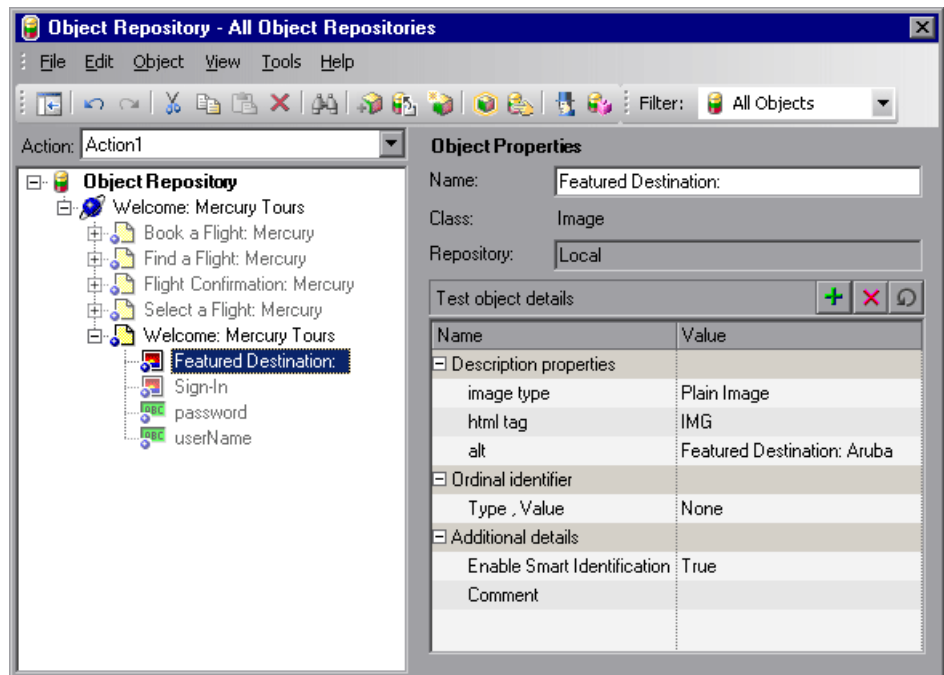 Object Repository - All Object Repositories
File Edit Object View Tools Help
Filter: All Objects
Action: Action1
Object Repository
Welcome: Mercury Tours
Book a Flight: Mercury
Find a Flight: Mercury
Flight Confirmation: Mercury
Select a Flight: Mercury
Welcome: Mercury Tours
Featured Destination:
Sign-In
password
userName
Object Properties
Name: Featured Destination:
Class: Image
Repository: Local
Test object details
Name Value
Description properties
image type Plain Image
html tag IMG
alt Featured Destination: Aruba
Ordinal identifier
Type , Value None
Additional details
Enable Smart Identification True
Comment